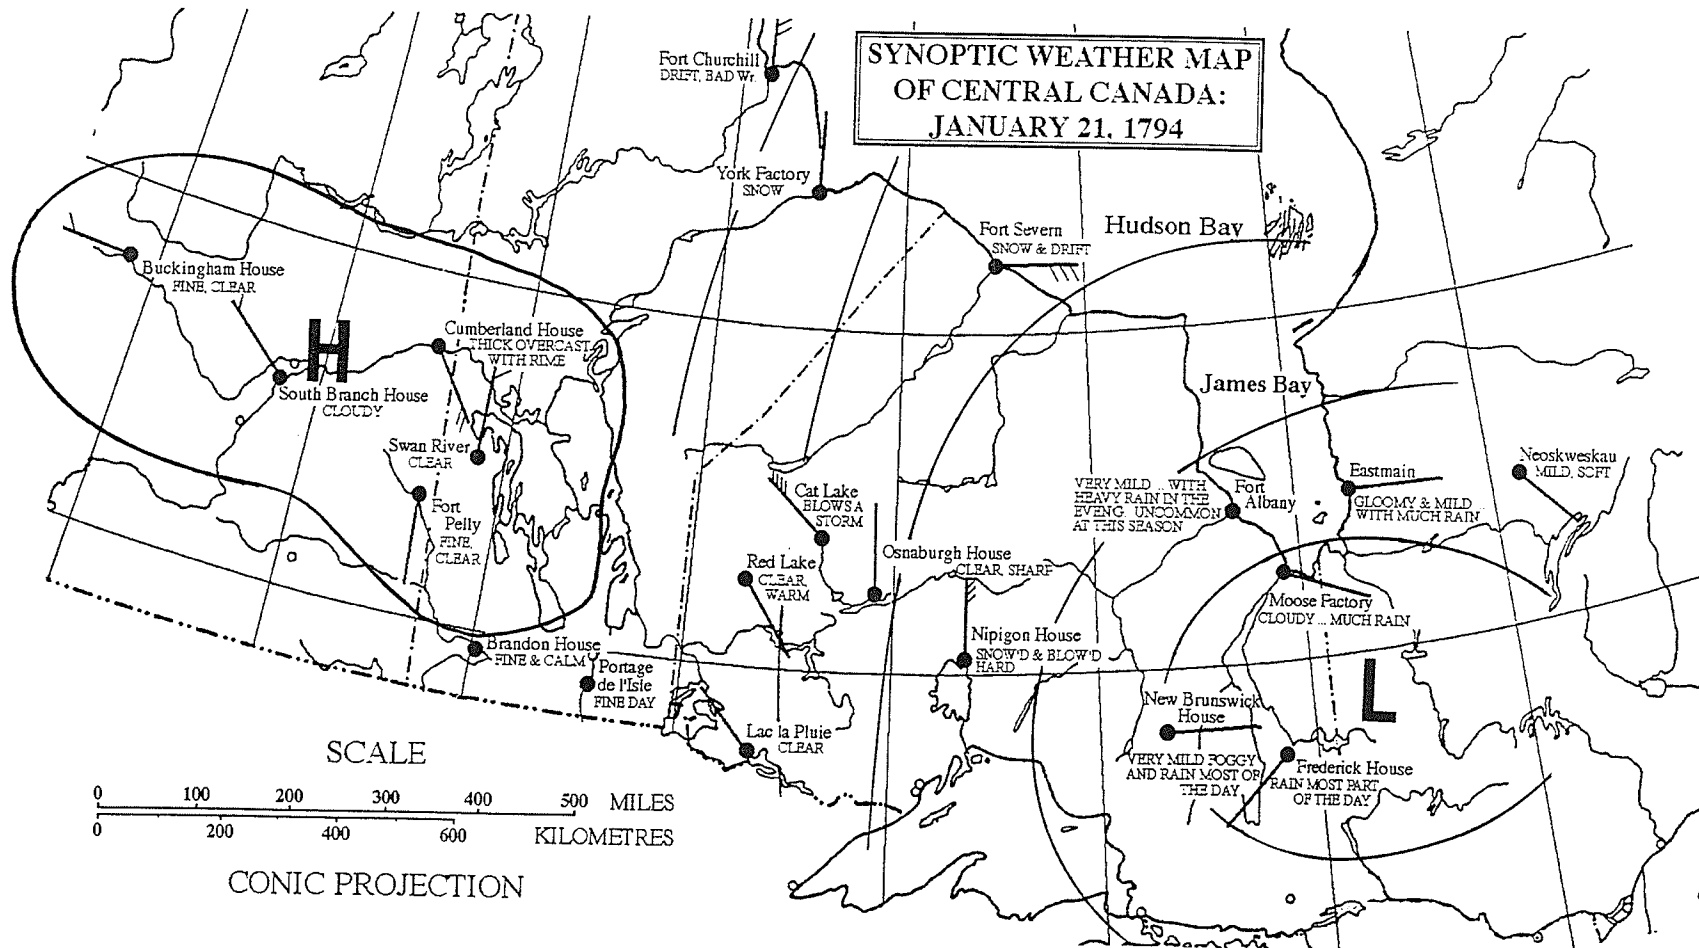 SYNOPTIC WEATHER MAP
OF CENTRAL CANADA:
JANUARY 21, 1794
Fort Churchill
DRIFT, BAD Wr.
York Factory
SNOW
Fort Severn
SNOW & DRIFT
Hudson Bay
Buckingham House
FINE, CLEAR
H
Cumberland House
THICK OVERCAST
WITH RIME
South Branch House
CLOUDY
James Bay
Swan River
CLEAR
Fort
Pelly
FINE,
CLEAR
Cat Lake
BLOWS A
STORM
VERY MILD ... WITH
HEAVY RAIN IN THE
EVENG UNCOMMON
AT THIS SEASON
Fort
Albany
Eastmain
GLOOMY & MILD
WITH MUCH RAIN
Neoskweskau
MILD, SOFT
Red Lake
CLEAR
WARM
Osnaburgh House
CLEAR, SHARP
Moose Factory
CLOUDY ... MUCH RAIN
Brandon House
FINE & CALM
Portage
de l'Isle
FINE DAY
Nipigon House
SNOW'D & BLOW'D
HARD
L
New Brunswick
House
VERY MILD FOGGY
AND RAIN MOST OF
THE DAY
Lac la Pluie
CLEAR
Frederick House
RAIN MOST PART
OF THE DAY
SCALE
0 100 200 300 400 500 MILES
0 200 400 600 KILOMETRES
CONIC PROJECTION